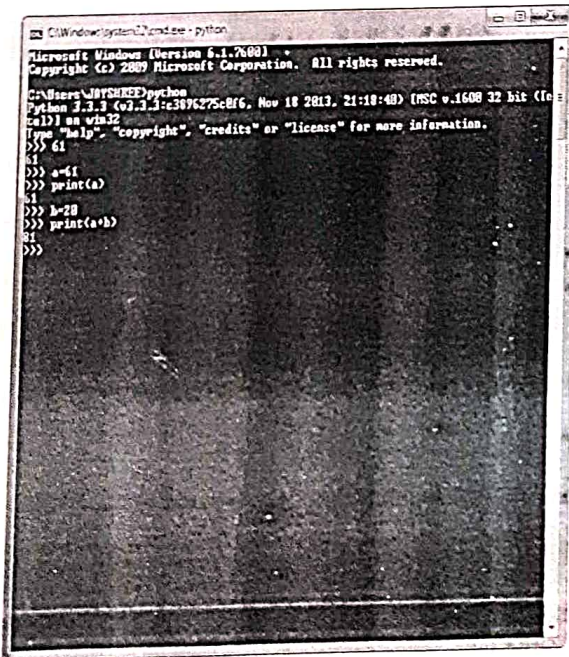 C:\Windows\system32\cmd.exe - python
Microsoft Windows [Version 6.1.7600]
Copyright (c) 2009 Microsoft Corporation. All rights reserved.
C:\Users\JAYSHREE>python
Python 3.3.3 (v3.3.3:c3896275c0f6, Nov 18 2013, 21:18:40) [MSC v.1600 32 bit (In
tel)] on win32
Type "help", "copyright", "credits" or "license" for more information.
>>> 61
61
>>> a=61
>>> print(a)
61
>>> b=20
>>> print(a+b)
81
>>>